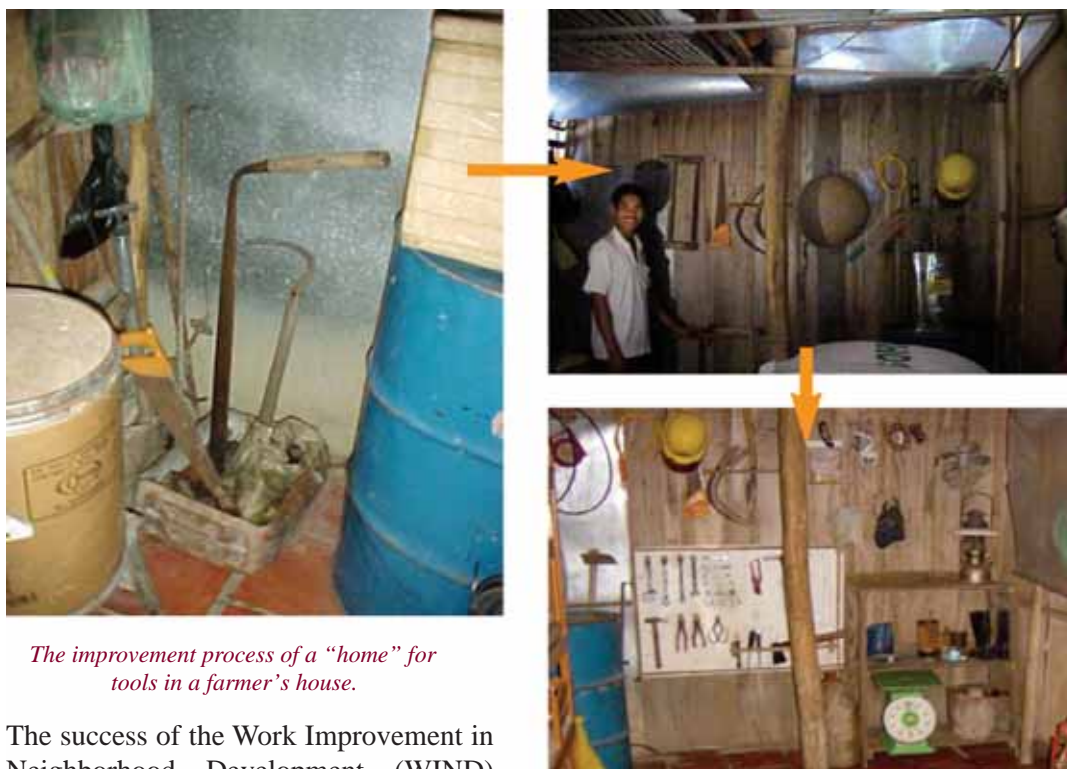 The improvement process of a “home” for
tools in a farmer’s house.
The success of the Work Improvement in
Neighborhood Development (WIND)